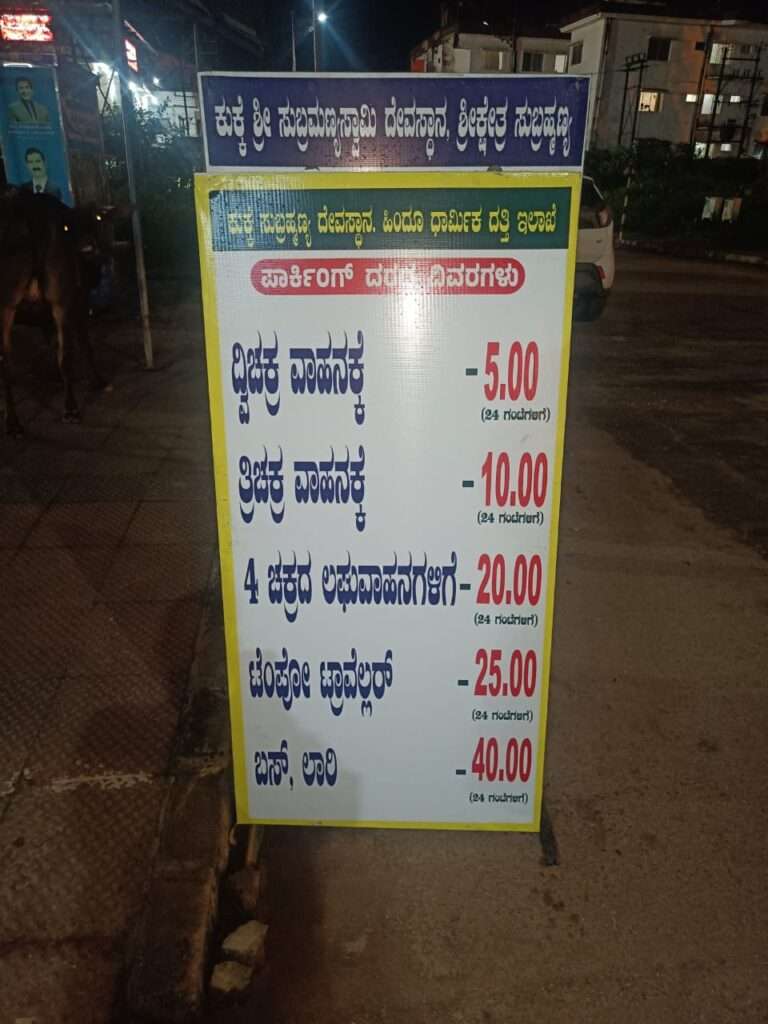 ಕುಕ್ಕೆ ಶ್ರೀ ಸುಬ್ರಮಣ್ಯಸ್ವಾಮಿ ದೇವಸ್ಥಾನ, ಶ್ರೀಕ್ಷೇತ್ರ ಸುಬ್ರಹ್ಮಣ್ಯ
ಕುಕ್ಕೆ ಸುಬ್ರಹ್ಮಣ್ಯ ದೇವಸ್ಥಾನ. ಹಿಂದೂ ಧಾರ್ಮಿಕ ದತ್ತಿ ಇಲಾಖೆ
ಪಾರ್ಕಿಂಗ್ ದರದ ವಿವರಗಳು
ದ್ವಿಚಕ್ರ ವಾಹನಕ್ಕೆ - 5.00
(24 ಗಂಟೆಗಳಿಗೆ)
ತ್ರಿಚಕ್ರ ವಾಹನಕ್ಕೆ - 10.00
(24 ಗಂಟೆಗಳಿಗೆ)
4 ಚಕ್ರದ ಲಘುವಾಹನಗಳಿಗೆ - 20.00
(24 ಗಂಟೆಗಳಿಗೆ)
ಟೆಂಪೋ ಟ್ರಾವೆಲ್ಲರ್ - 25.00
(24 ಗಂಟೆಗಳಿಗೆ)
ಬಸ್, ಲಾರಿ - 40.00
(24 ಗಂಟೆಗಳಿಗೆ)